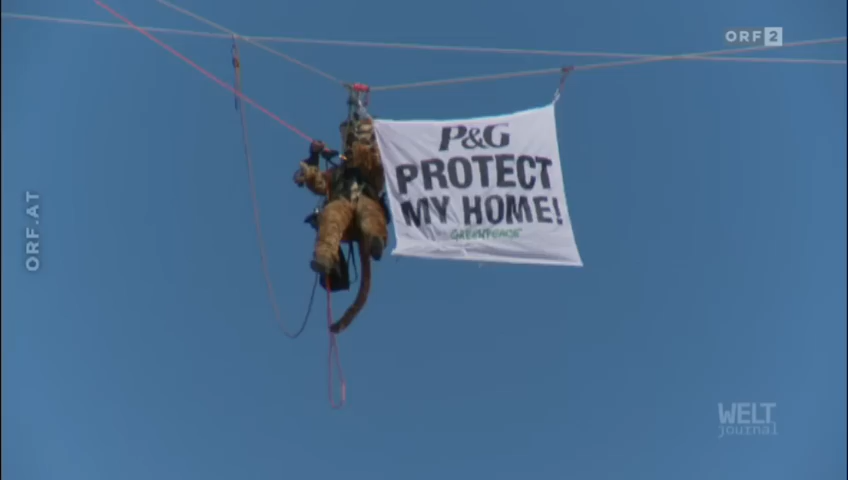 ORF 2
P&G
PROTECT
MY HOME!
GREENPEACE
ORF.AT
WELT
journal